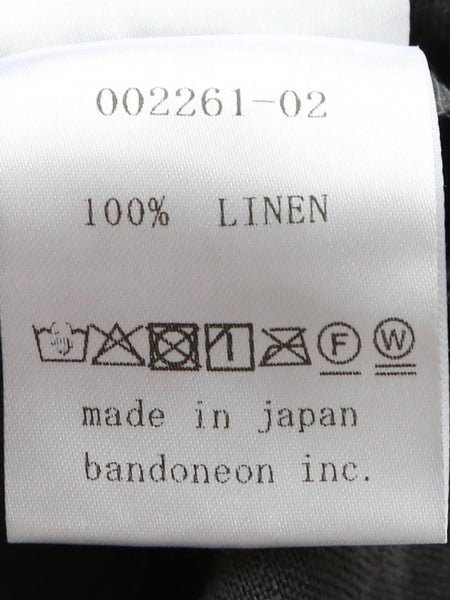 002261-02
100% LINEN
F W
made in japan
bandoneon inc.